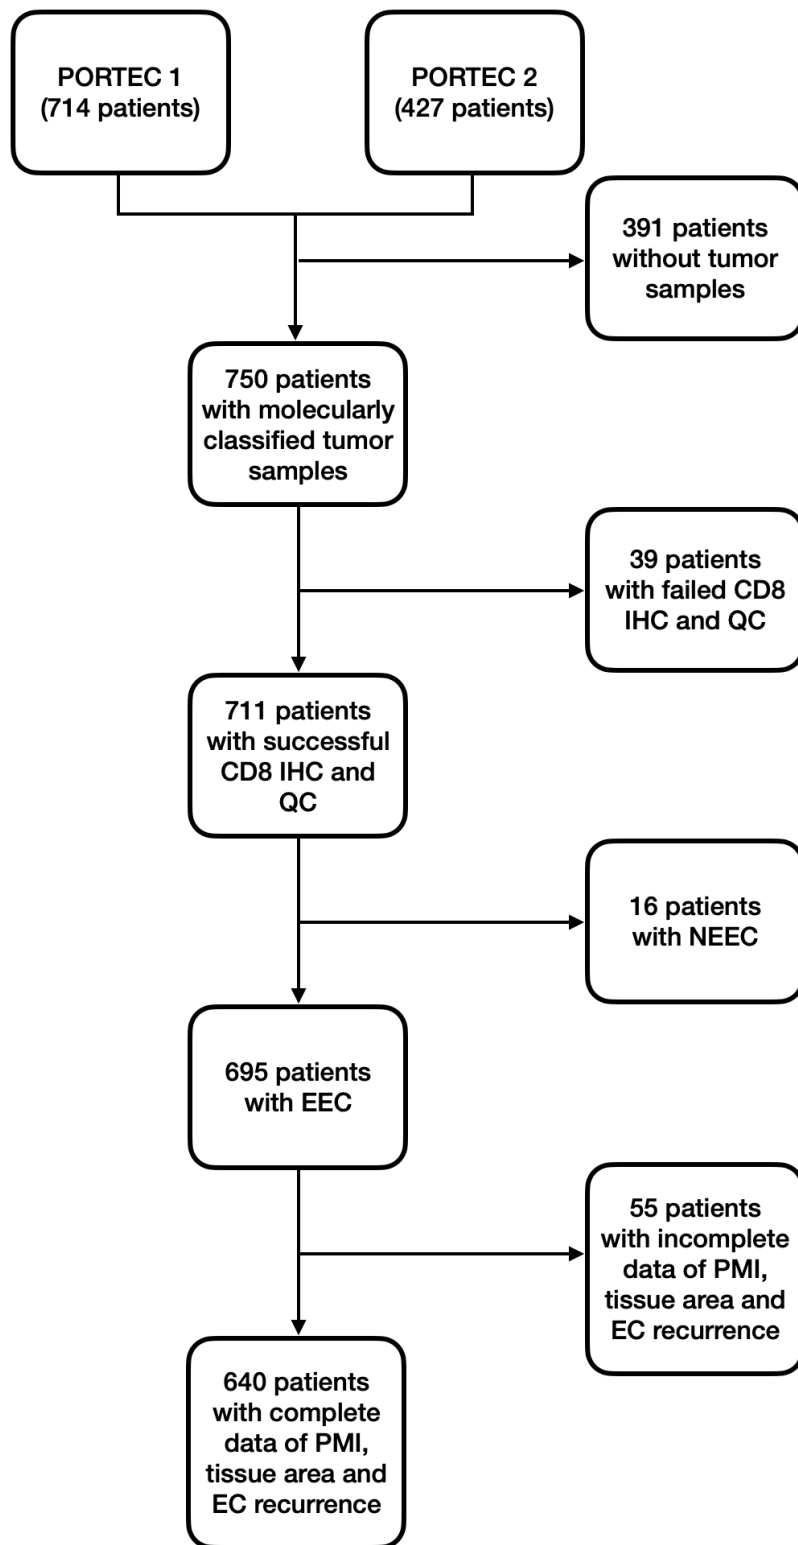 PORTEC 1
(714 patients)
PORTEC 2
(427 patients)
391 patients
without tumor
samples
750 patients
with molecularly
classified tumor
samples
39 patients
with failed CD8
IHC and QC
711 patients
with successful
CD8 IHC and
QC
16 patients
with NEEC
695 patients
with EEC
55 patients
with incomplete
data of PMI,
tissue area and
EC recurrence
640 patients
with complete
data of PMI,
tissue area and
EC recurrence